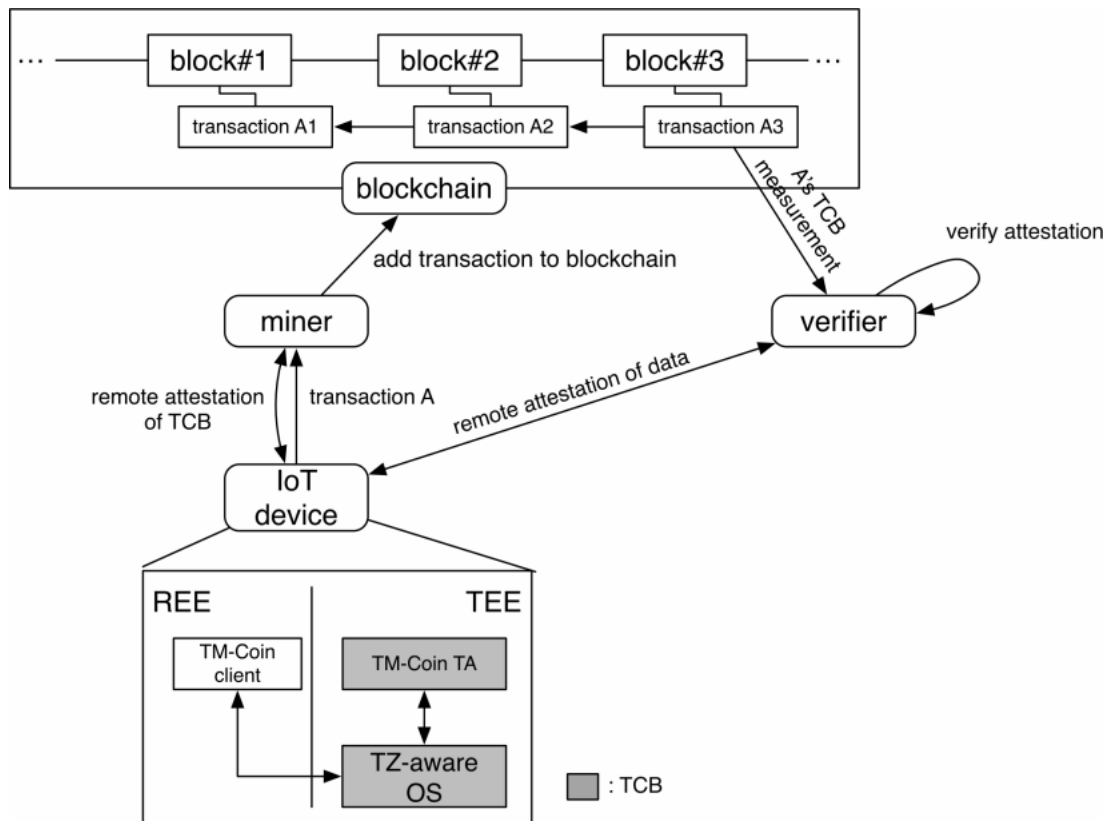 ... block#1 block#2 block#3 ...
transaction A1 transaction A2 transaction A3
blockchain
A's TCB
measurement
add transaction to blockchain
verify attestation
miner
verifier
remote attestation
of TCB
transaction A
remote attestation of data
IoT
device
REE TEE
TM-Coin
client
TM-Coin TA
TZ-aware
OS
: TCB